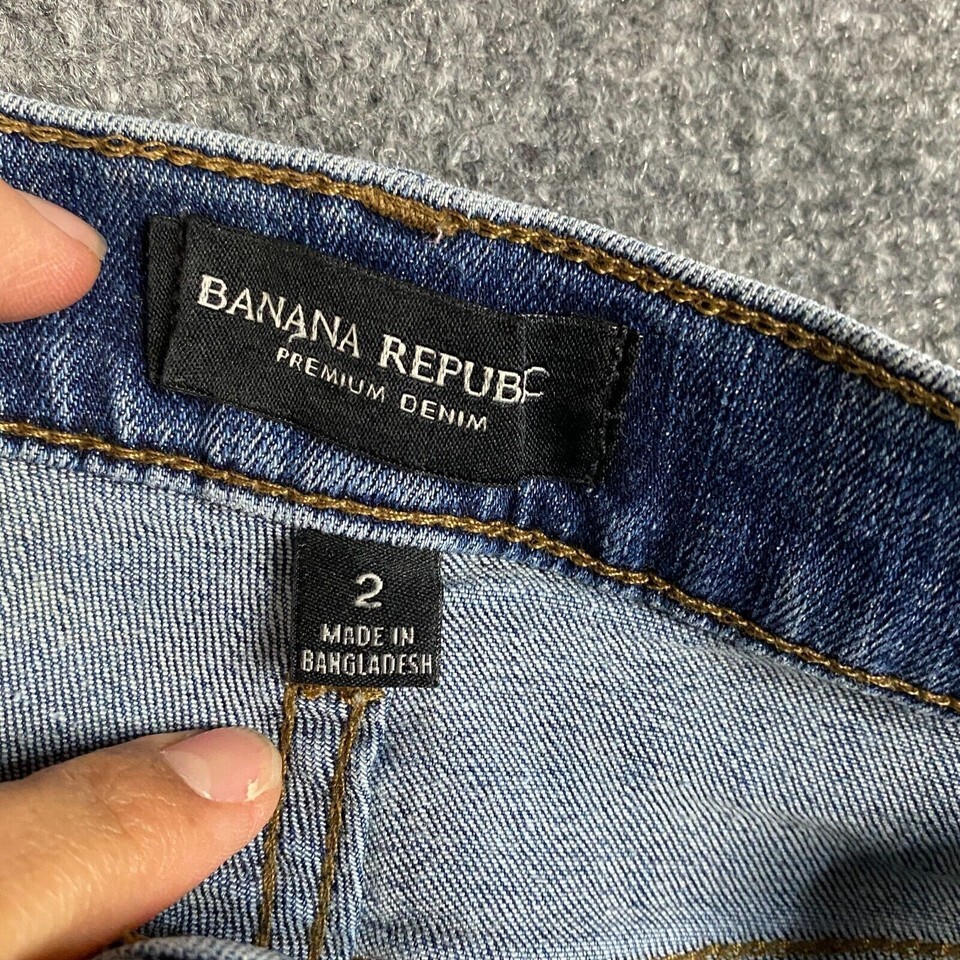 BANANA REPUBC
PREMIUM DENIM
2
MADE IN
BANGLADESH